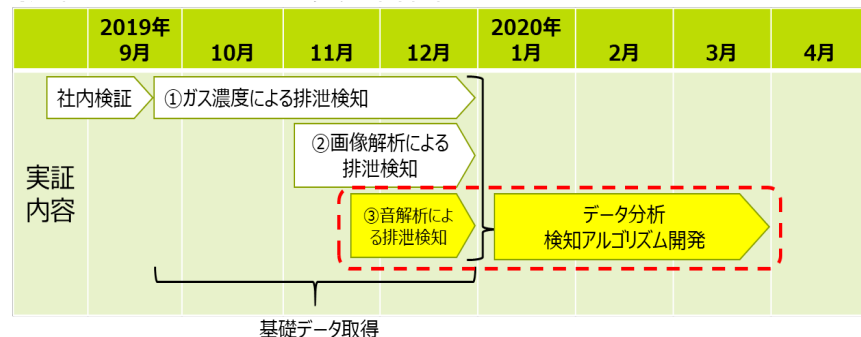 2019年
9月
10月
11月
12月
2020年
1月
2月
3月
4月
実証
内容
社内検証
①ガス濃度による排泄検知
②画像解析による
排泄検知
③音解析によ
る排泄検知
データ分析
検知アルゴリズム開発
基礎データ取得